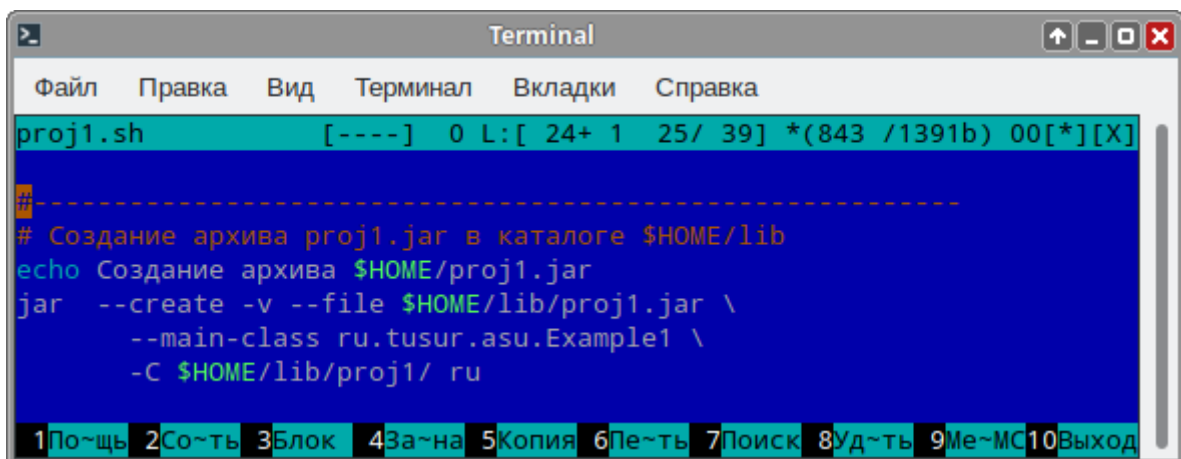 Terminal
Файл Правка Вид Терминал Вкладки Справка
proj1.sh [----] 0 L:[ 24+ 1 25/ 39] *(843 /1391b) 00[*][X]
#----------------------------------------------------------
# Создание архива proj1.jar в каталоге $HOME/lib
echo Создание архива $HOME/proj1.jar
jar --create -v --file $HOME/lib/proj1.jar \
--main-class ru.tusur.asu.Example1 \
-C $HOME/lib/proj1/ ru
1По~щь 2Со~ть 3Блок 4За~на 5Копия 6Пе~ть 7Поиск 8Уд~ть 9Ме~МС10Выход